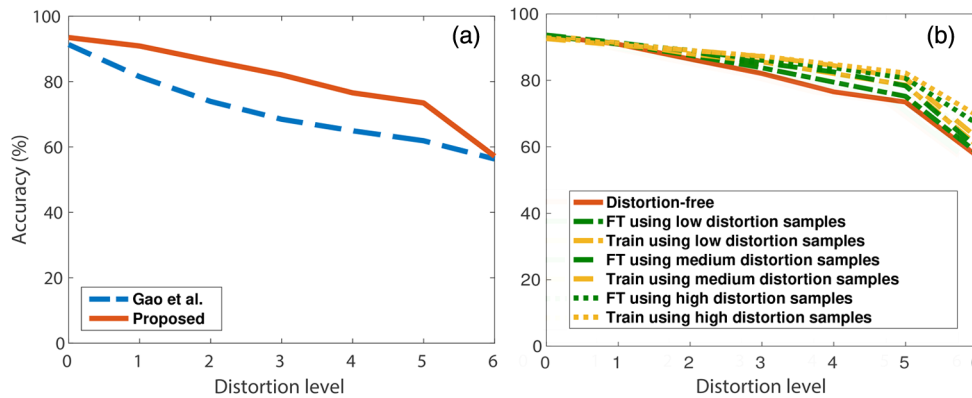 100
80
60
40
20
0
Accuracy (%)
(a)
Gao et al.
Proposed
0 1 2 3 4 5 6
Distortion level
100
80
60
40
20
0
(b)
Distortion-free
FT using low distortion samples
Train using low distortion samples
FT using medium distortion samples
Train using medium distortion samples
FT using high distortion samples
Train using high distortion samples
0 1 2 3 4 5
Distortion level